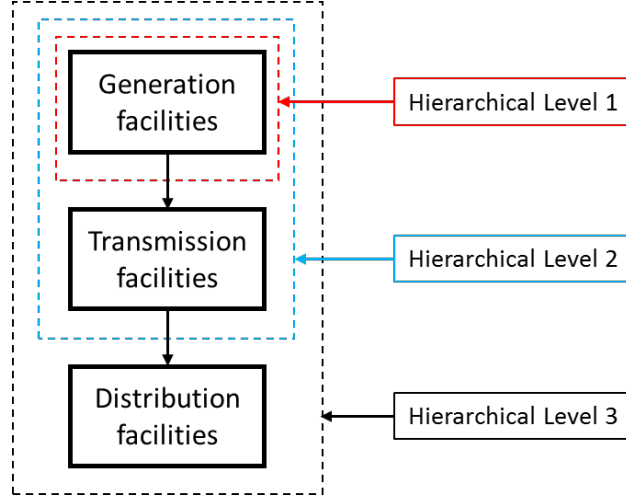 Generation
facilities
Hierarchical Level 1
Transmission
facilities
Hierarchical Level 2
Distribution
facilities
Hierarchical Level 3